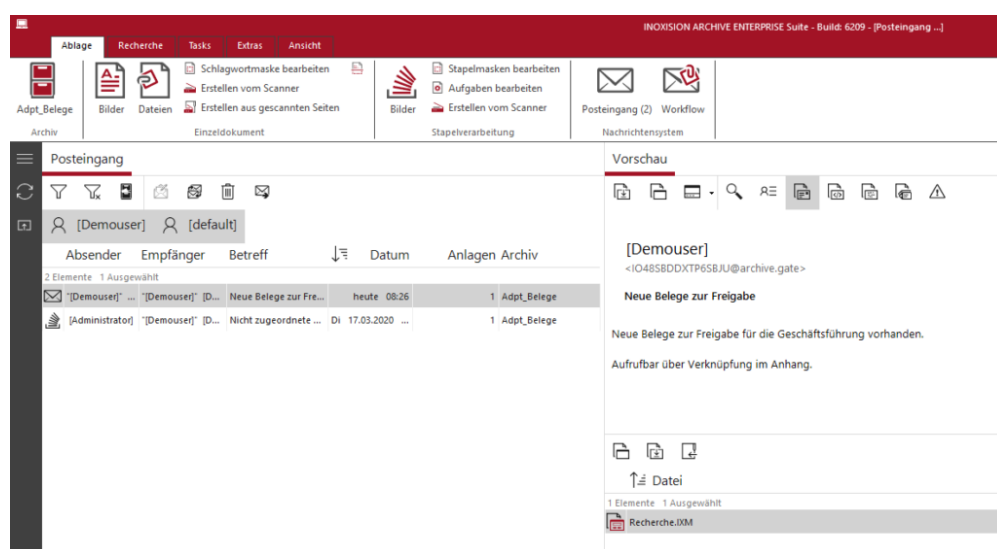 INOXISION ARCHIVE ENTERPRISE Suite - Build: 6209 - [Posteingang ...]
Ablage Recherche Tasks Extras Ansicht
Schlagwortmaske bearbeiten
Erstellen vom Scanner
Erstellen aus gescannten Seiten
Stapelmasken bearbeiten
Aufgaben bearbeiten
Erstellen vom Scanner
Adpt_Belege Bilder Dateien Bilder Posteingang (2) Workflow
Archiv Einzeldokument Stapelverarbeitung Nachrichtensystem
Posteingang
[Demouser] [default]
Absender Empfänger Betreff Datum Anlagen Archiv
2 Elemente 1 Ausgewählt
"[Demouser]" ... "[Demouser]" [D... Neue Belege zur Fre... heute 08:26 1 Adpt_Belege
[Administrator] "[Demouser]" [D... Nicht zugeordnete ... Di 17.03.2020 ... 1 Adpt_Belege
Vorschau
[Demouser]
<IO48SBDDXTP6SBJU@archive.gate>
Neue Belege zur Freigabe
Neue Belege zur Freigabe für die Geschäftsführung vorhanden.
Aufrufbar über Verknüpfung im Anhang.
Datei
1 Elemente 1 Ausgewählt
Recherche.IXM